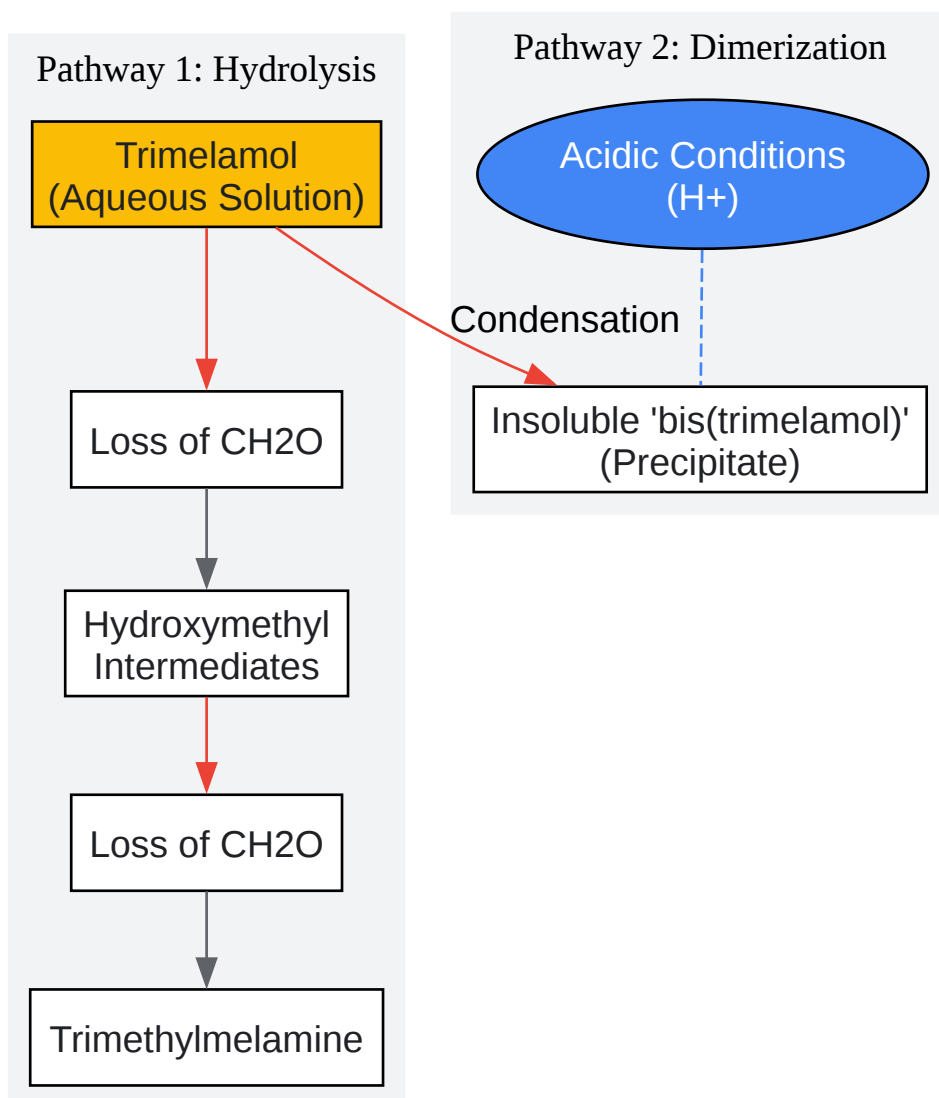 Pathway 1: Hydrolysis
Trimelamol
(Aqueous Solution)
Loss of CH2O
Hydroxymethyl
Intermediates
Loss of CH2O
Trimethylmelamine
Pathway 2: Dimerization
Acidic Conditions
(H+)
Condensation
Insoluble 'bis(trimelamol)'
(Precipitate)